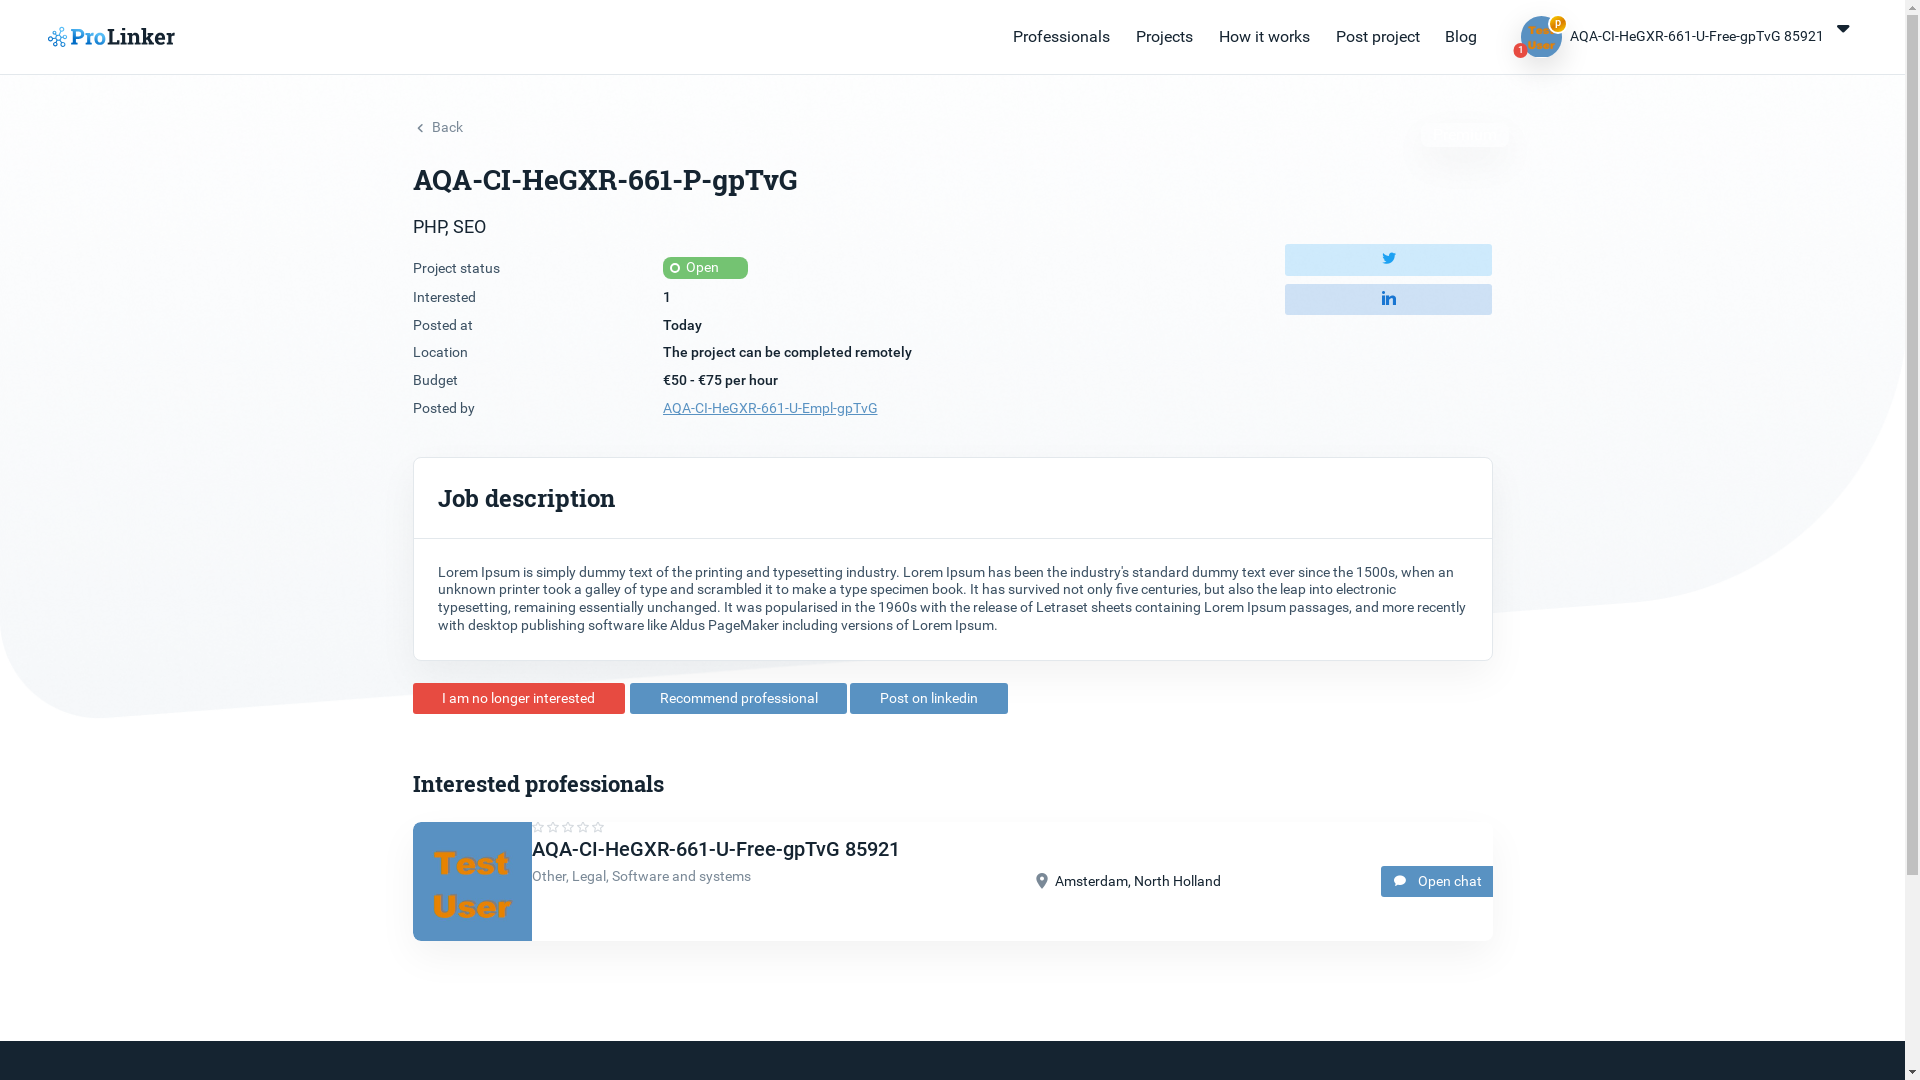 ProLinker
Professionals
Projects
How it works
Post project
Blog
Test
User
P
1
AQA-CI-HeGXR-661-U-Free-gpTvG 85921
Back
AQA-CI-HeGXR-661-P-gpTvG
PHP, SEO
Project status
Open
Interested
1
Posted at
Today
Location
The project can be completed remotely
Budget
€50 - €75 per hour
Posted by
AQA-CI-HeGXR-661-U-Empl-gpTvG
Job description
Lorem Ipsum is simply dummy text of the printing and typesetting industry. Lorem Ipsum has been the industry's standard dummy text ever since the 1500s, when an
unknown printer took a galley of type and scrambled it to make a type specimen book. It has survived not only five centuries, but also the leap into electronic
typesetting, remaining essentially unchanged. It was popularised in the 1960s with the release of Letraset sheets containing Lorem Ipsum passages, and more recently
with desktop publishing software like Aldus PageMaker including versions of Lorem Ipsum.
I am no longer interested
Recommend professional
Post on linkedin
Interested professionals
Test
User
AQA-CI-HeGXR-661-U-Free-gpTvG 85921
Other, Legal, Software and systems
Amsterdam, North Holland
Open chat